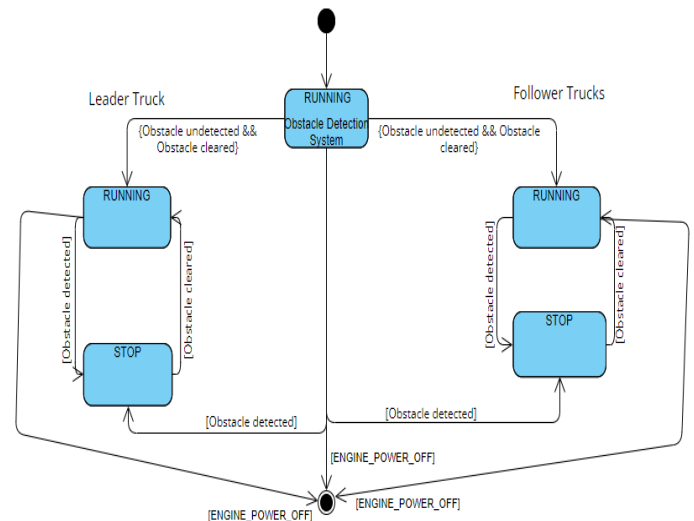 Leader Truck
Follower Trucks
RUNNING
Obstacle Detection
System
{Obstacle undetected &&
Obstacle cleared}
{Obstacle undetected && Obstacle
cleared}
RUNNING
RUNNING
[Obstacle detected]
[Obstacle cleared]
[Obstacle detected]
[Obstacle cleared]
STOP
STOP
[Obstacle detected]
[Obstacle detected]
[ENGINE_POWER_OFF]
[ENGINE_POWER_OFF]
[ENGINE_POWER_OFF]